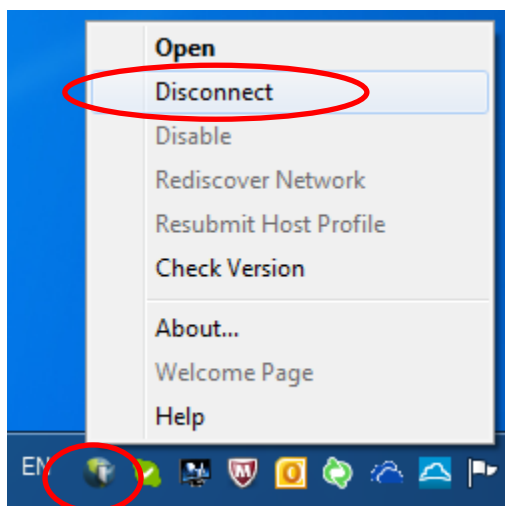 Open
Disconnect
Disable
Rediscover Network
Resubmit Host Profile
Check Version
About...
Welcome Page
Help
EN